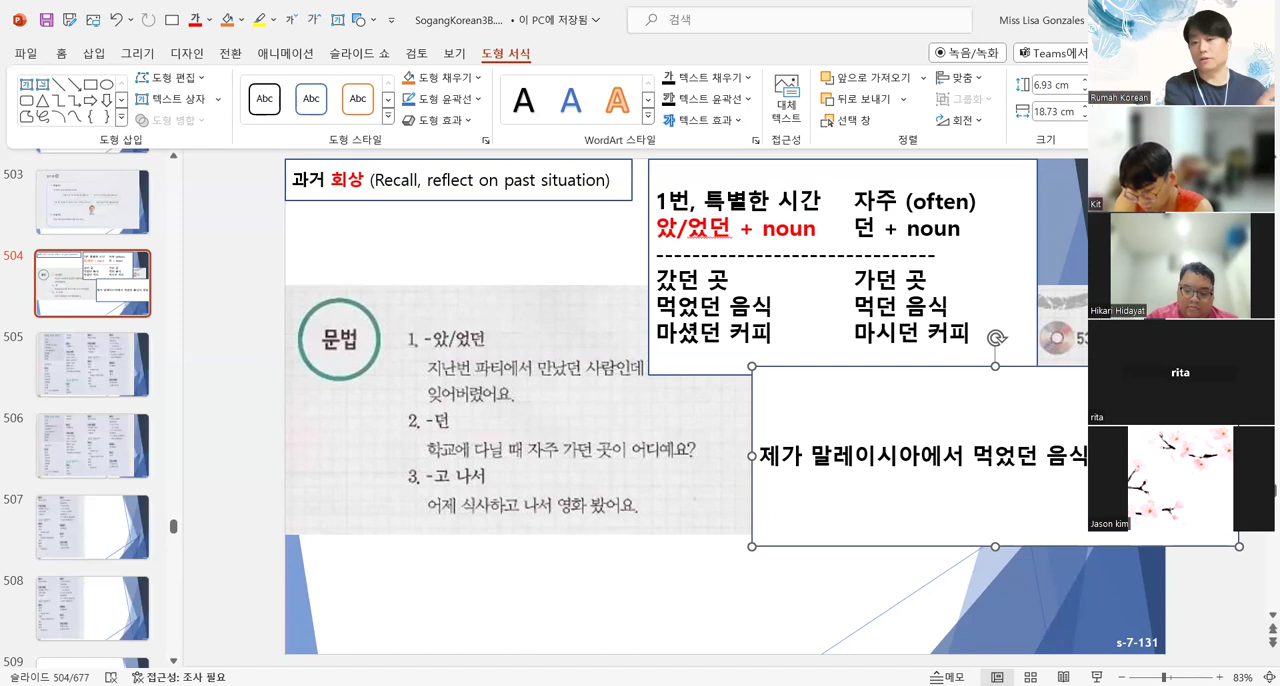 SogangKorean3B.... • 이 PC에 저장됨
검색
Miss Lisa Gonzales
파일 홈 삽입 그리기 디자인 전환 애니메이션 슬라이드 쇼 검토 보기 도형 서식
녹음/녹화
Teams에서
도형 편집
텍스트 상자
도형 병합
도형 삽입
Abc Abc Abc
도형 채우기
도형 윤곽선
도형 효과
도형 스타일
A A A
텍스트 채우기
텍스트 윤곽선
텍스트 효과
WordArt 스타일
대체
텍스트
접근성
앞으로 가져오기
뒤로 보내기
선택 창
맞춤
그룹화
회전
정렬
6.93 cm
18.73 cm
크기
503
504
505
506
507
508
509
과거 회상 (Recall, reflect on past situation)
1번, 특별한 시간 자주 (often)
았/었던 + noun 던 + noun
-------------------------------
갔던 곳 가던 곳
먹었던 음식 먹던 음식
마셨던 커피 마시던 커피
문법
1. -았/었던
지난번 파티에서 만났던 사람인데
잊어버렸어요.
2. -던
학교에 다닐 때 자주 가던 곳이 어디예요?
3. -고 나서
어제 식사하고 나서 영화 봤어요.
53
제가 말레이시아에서 먹었던 음식
s-7-131
Rumah Korean
Kit
Hikari Hidayat
rita
rita
Jason kim
슬라이드 504/677
접근성: 조사 필요
메모
83%